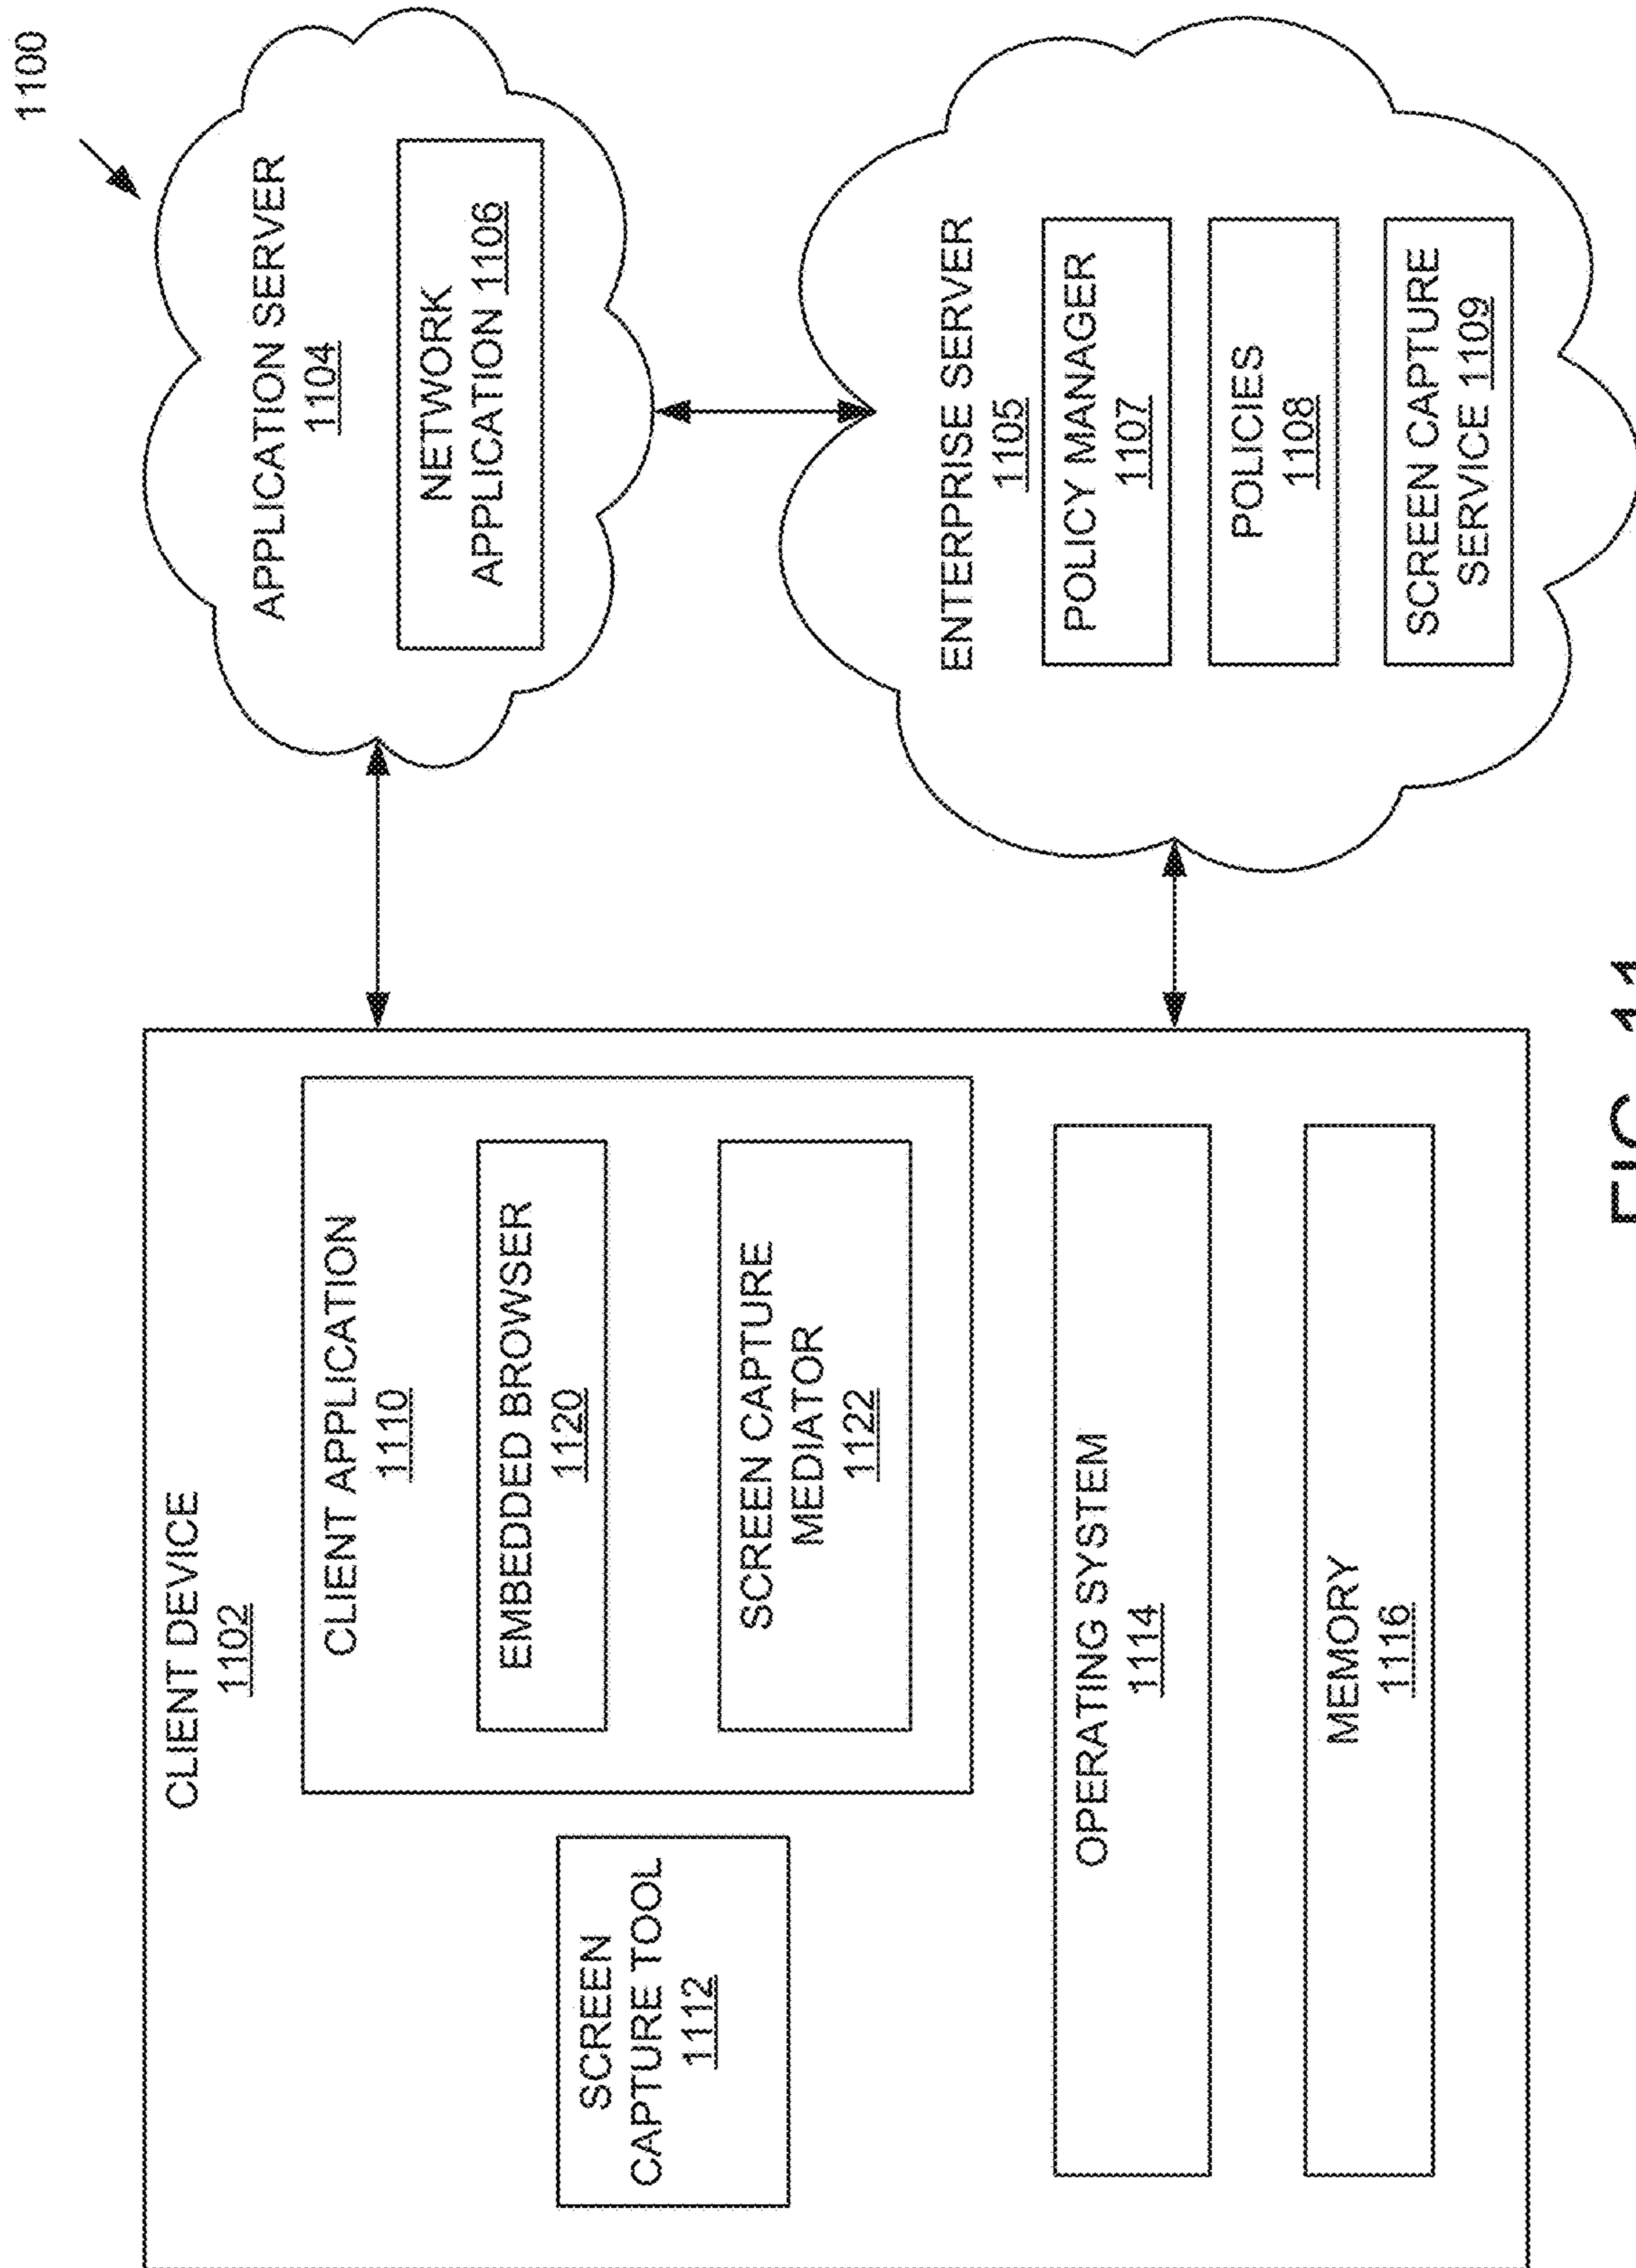 1100
CLIENT DEVICE
1102
SCREEN
CAPTURE TOOL
1112
CLIENT APPLICATION
1110
EMBEDDED BROWSER
1120
SCREEN CAPTURE
MEDIATOR
1122
OPERATING SYSTEM
1114
MEMORY
1116
APPLICATION SERVER
1104
NETWORK
APPLICATION 1106
ENTERPRISE SERVER
1105
POLICY MANAGER
1107
POLICIES
1108
SCREEN CAPTURE
SERVICE 1109